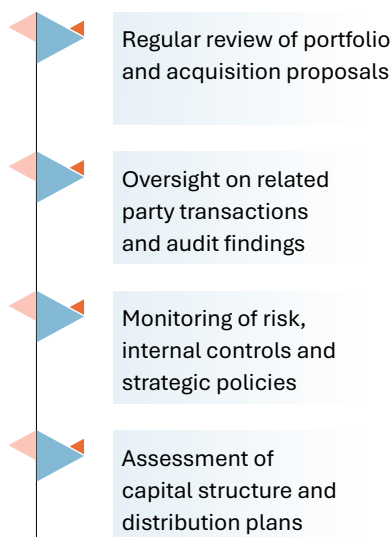 Regular review of portfolio
and acquisition proposals
Oversight on related
party transactions
and audit findings
Monitoring of risk,
internal controls and
strategic policies
Assessment of
capital structure and
distribution plans